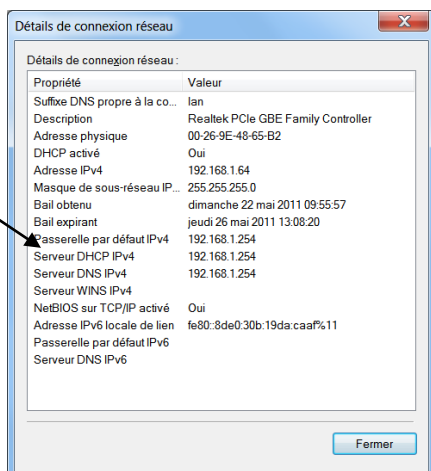 Détails de connexion réseau
Détails de connexion réseau :
Propriété Valeur
Suffixe DNS propre à la co... lan
Description Realtek PCIe GBE Family Controller
Adresse physique 00-26-9E-48-65-B2
DHCP activé Oui
Adresse IPv4 192.168.1.64
Masque de sous-réseau IP... 255.255.255.0
Bail obtenu dimanche 22 mai 2011 09:55:57
Bail expirant jeudi 26 mai 2011 13:08:20
Passerelle par défaut IPv4 192.168.1.254
Serveur DHCP IPv4 192.168.1.254
Serveur DNS IPv4 192.168.1.254
Serveur WINS IPv4
NetBIOS sur TCP/IP activé Oui
Adresse IPv6 locale de lien fe80::8de0:30b:19da:caaf%11
Passerelle par défaut IPv6
Serveur DNS IPv6
Fermer